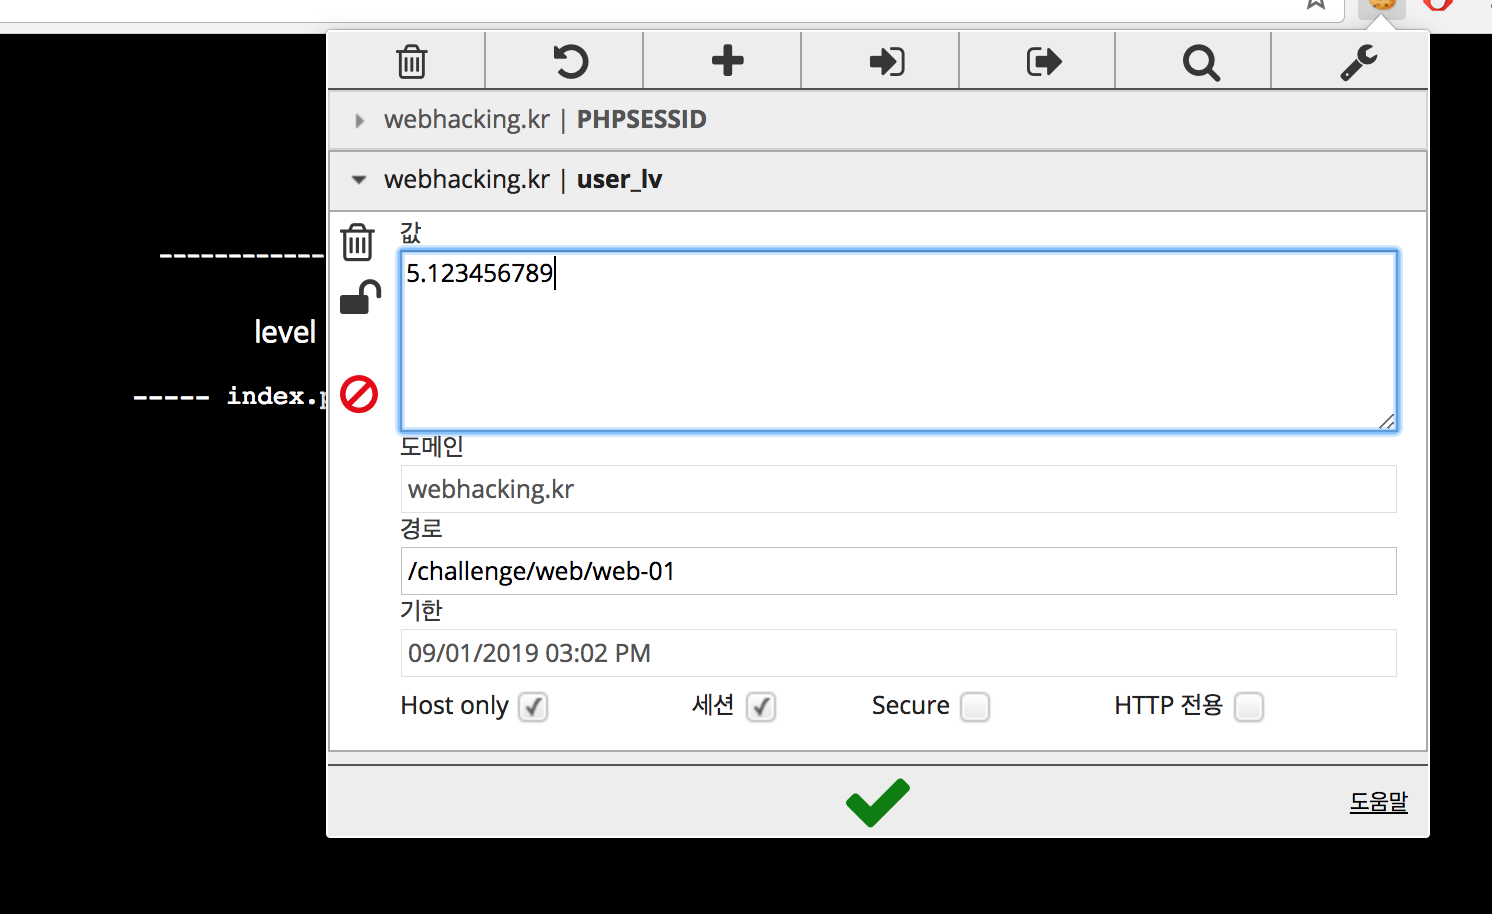 webhacking.kr | PHPSESSID
webhacking.kr | user_lv
값
5.123456789
------------
level
도메인
webhacking.kr
----- index.p
경로
/challenge/web/web-01
기한
09/01/2019 03:02 PM
Host only 세션 Secure HTTP 전용
도움말